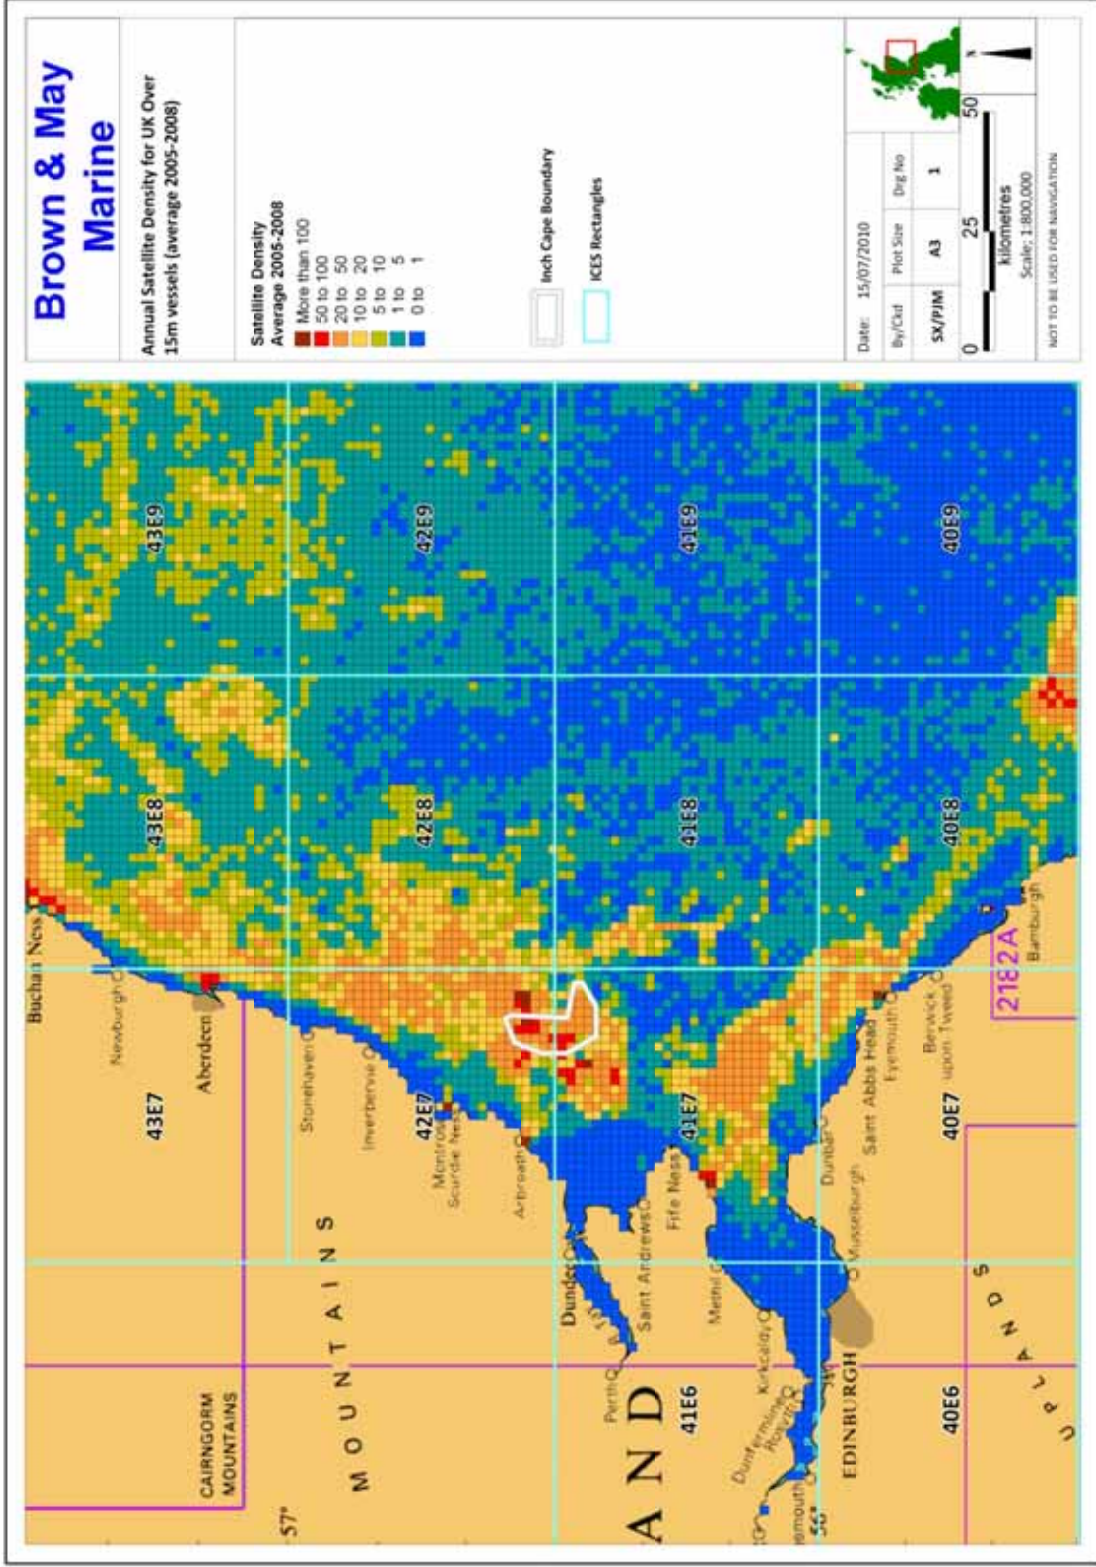 Brown & May
Marine
Annual Satellite Density for UK Over
15m vessels (average 2005-2008)
Satellite Density
Average 2005-2008
More than 100
50 to 100
20 to 50
10 to 20
5 to 10
1 to 5
0 to 1
Inch Cape Boundary
ICES Rectangles
Date: 15/07/2010
By/Ckd Plot Size Drg No
SX/PJM A3 1
N
0 25 50
kilometres
Scale; 1:800,000
NOT TO BE USED FOR NAVIGATION
CAIRNGORM
MOUNTAINS
57°
MOUNTAINS
43E7
43E8
43E9
Buchan Ness
Newburgh
Aberdeen
Stonehaven
Inverbervie
42E7
42E8
42E9
Montros
Scurdie Ness
Arbroath
Dundee
Perth
AND
Saint Andrews
Fife Ness
41E6
41E7
41E8
41E9
Methil
Kirkcaldy
Dunfermline
Rosyth
emouth
56°
EDINBURGH
Musselburgh
Dunbar
Saint Abbs Head
Eyemouth
Berwick
upon Tweed
40E6
40E7
40E8
40E9
2182A
Bamburgh
UPLANDS